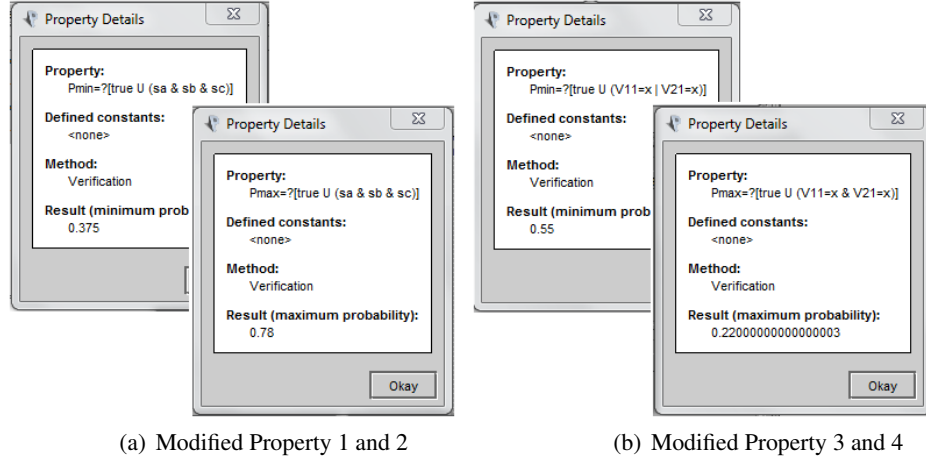 Property Details
Property:
Pmin=?[true U (sa & sb & sc)]
Defined constants:
<none>
Method:
Verification
Result (minimum prob
0.375
Property Details
Property:
Pmax=?[true U (sa & sb & sc)]
Defined constants:
<none>
Method:
Verification
Result (maximum probability):
0.78
Okay
(a) Modified Property 1 and 2
Property Details
Property:
Pmin=?[true U (V11=x | V21=x)]
Defined constants:
<none>
Method:
Verification
Result (minimum prob
0.55
Property Details
Property:
Pmax=?[true U (V11=x & V21=x)]
Defined constants:
<none>
Method:
Verification
Result (maximum probability):
0.22000000000000003
Okay
(b) Modified Property 3 and 4